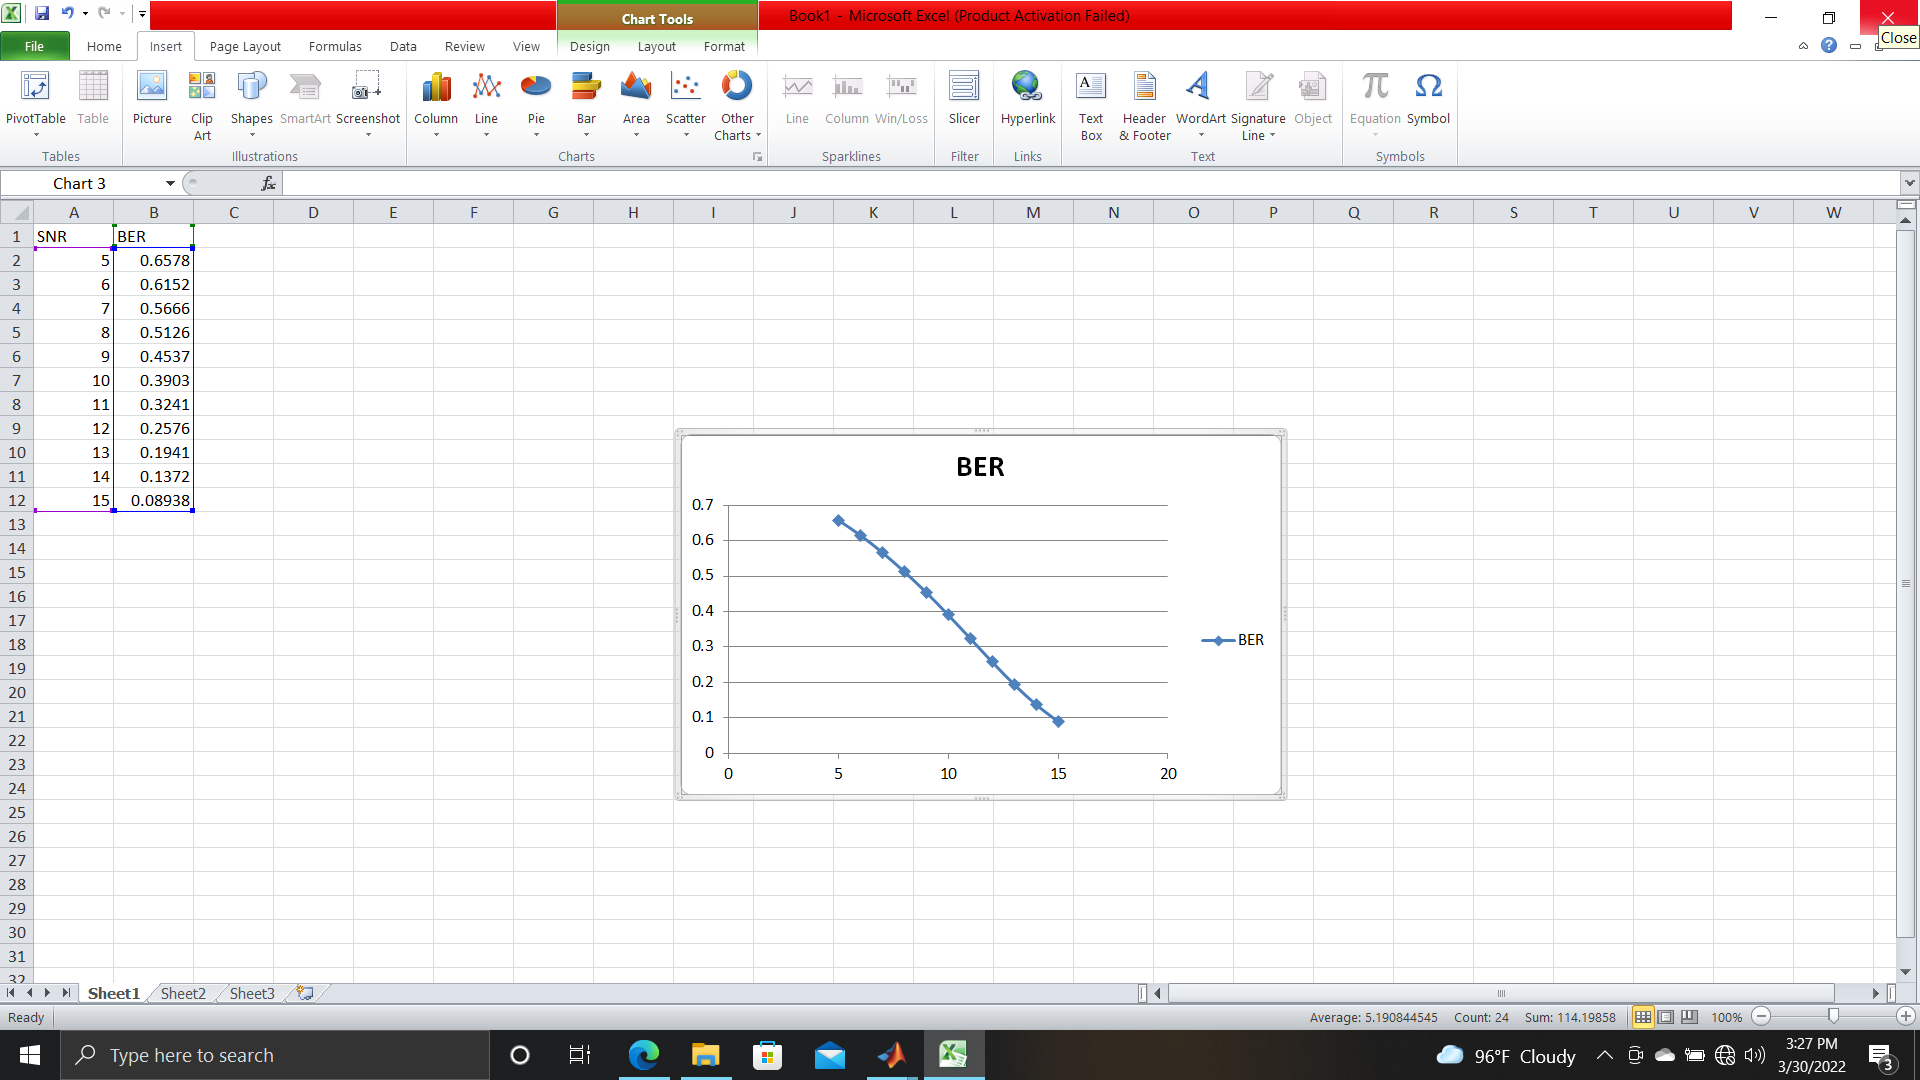 Chart Tools
Book1 - Microsoft Excel (Product Activation Failed)
Close
File Home Insert Page Layout Formulas Data Review View Design Layout Format
PivotTable Table Picture Clip Art Shapes SmartArt Screenshot Column Line Pie Bar Area Scatter Other Charts Line Column Win/Loss Slicer Hyperlink Text Box Header & Footer WordArt Signature Line Object Equation Symbol
Tables Illustrations Charts Sparklines Filter Links Text Symbols
Chart 3 fx
A B C D E F G H I J K L M N O P Q R S T U V W
1 SNR BER
2 5 0.6578
3 6 0.6152
4 7 0.5666
5 8 0.5126
6 9 0.4537
7 10 0.3903
8 11 0.3241
9 12 0.2576
10 13 0.1941
11 14 0.1372
12 15 0.08938
13
14
15
16
17
18
19
20
21
22
23
24
25
26
27
28
29
30
31
32
BER
0.7
0.6
0.5
0.4
0.3
0.2
0.1
0
0 5 10 15 20
BER
Sheet1 Sheet2 Sheet3
Ready Average: 5.190844545 Count: 24 Sum: 114.19858 100%
Type here to search
96°F Cloudy
3:27 PM
3/30/2022
3